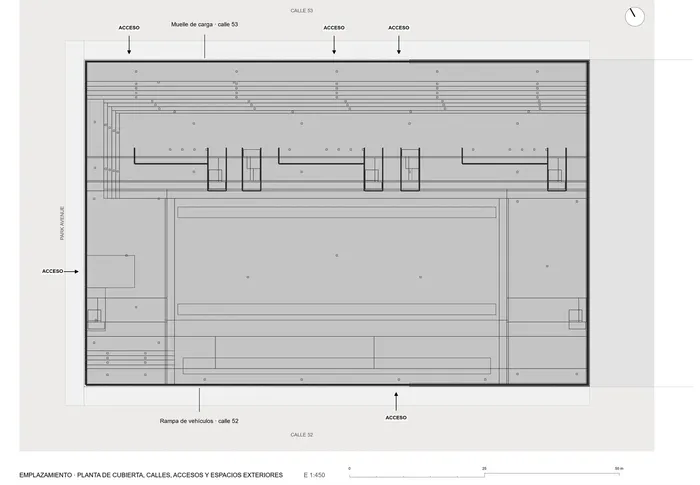 CALLE 53
Muelle de carga · calle 53
ACCESO
ACCESO
ACCESO
PARK AVENUE
ACCESO
ACCESO
Rampa de vehículos · calle 52
CALLE 52
EMPLAZAMIENTO · PLANTA DE CUBIERTA, CALLES, ACCESOS Y ESPACIOS EXTERIORES
E 1:450
0
25
50 m